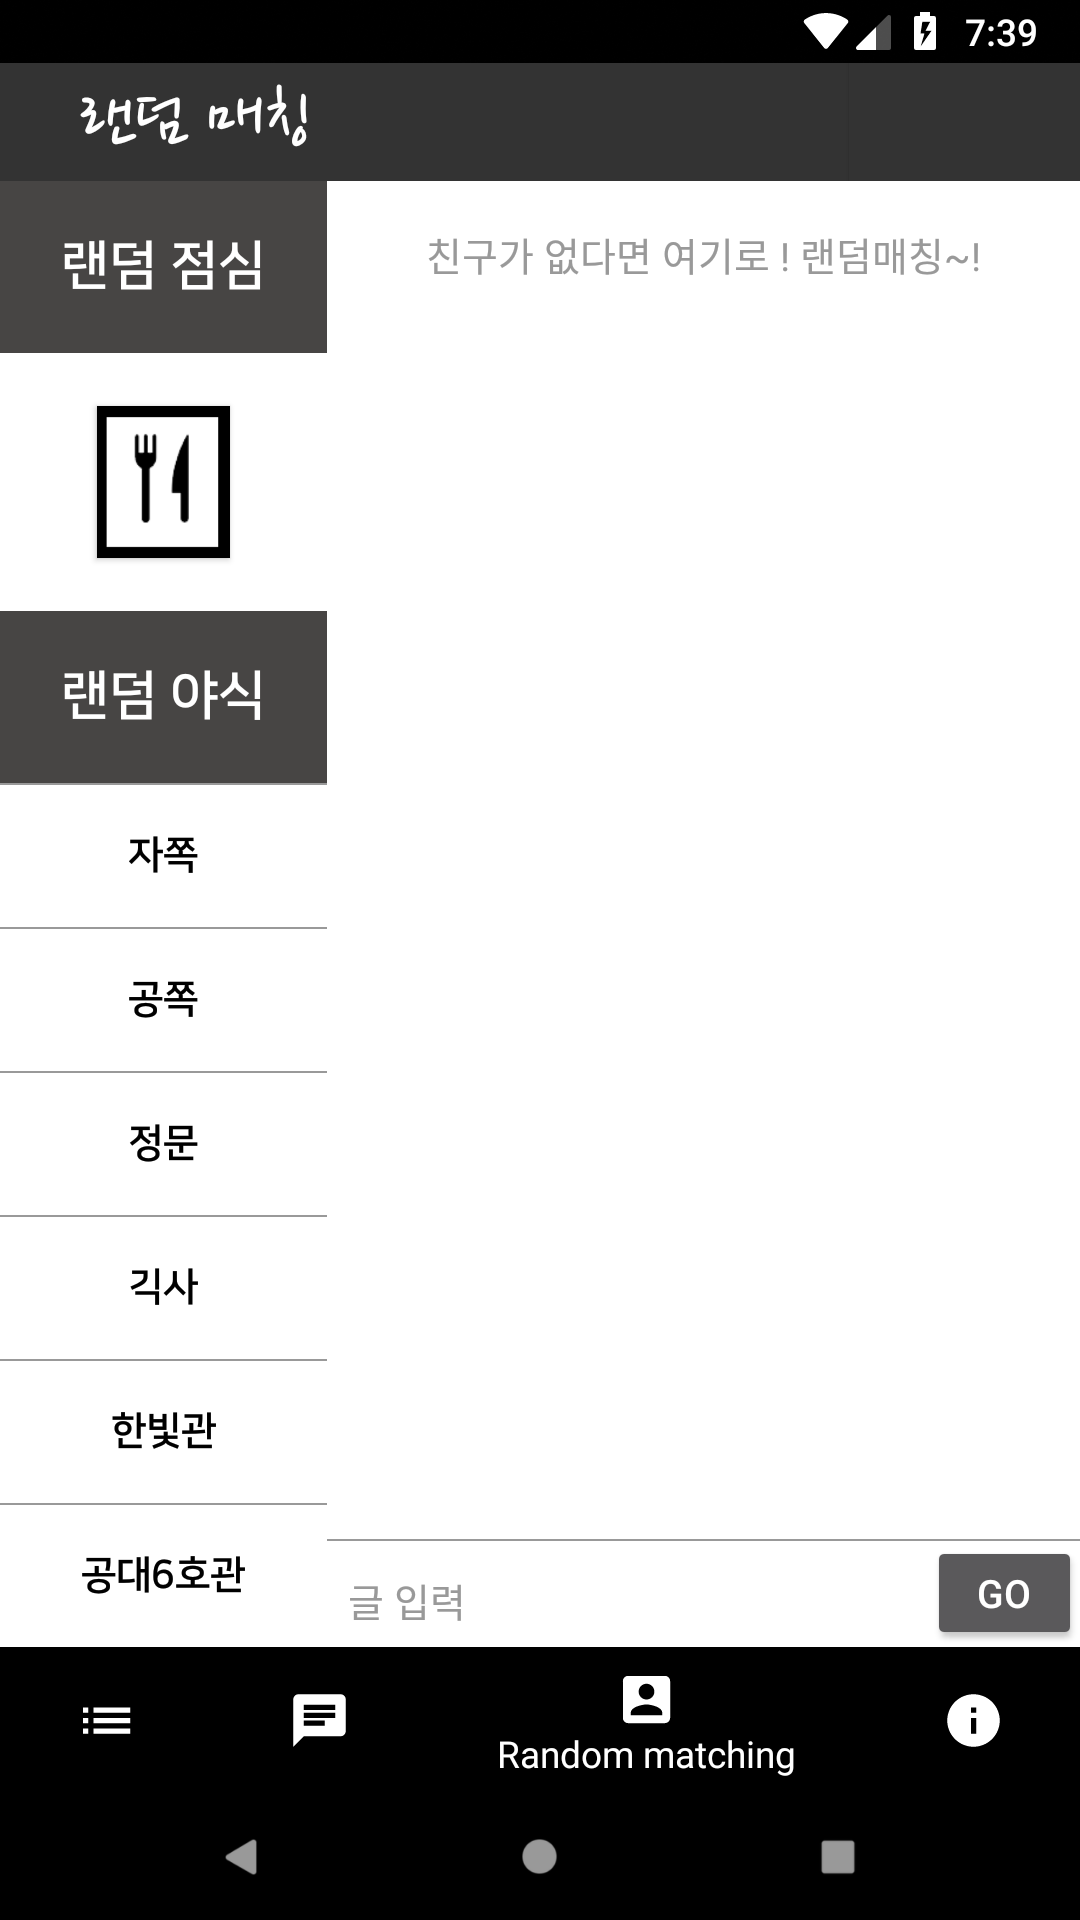 7:39
랜덤 매칭
랜덤 점심
친구가 없다면 여기로 ! 랜덤매칭~!
랜덤 야식
자쪽
공쪽
정문
긱사
한빛관
공대6호관
글 입력
GO
Random matching